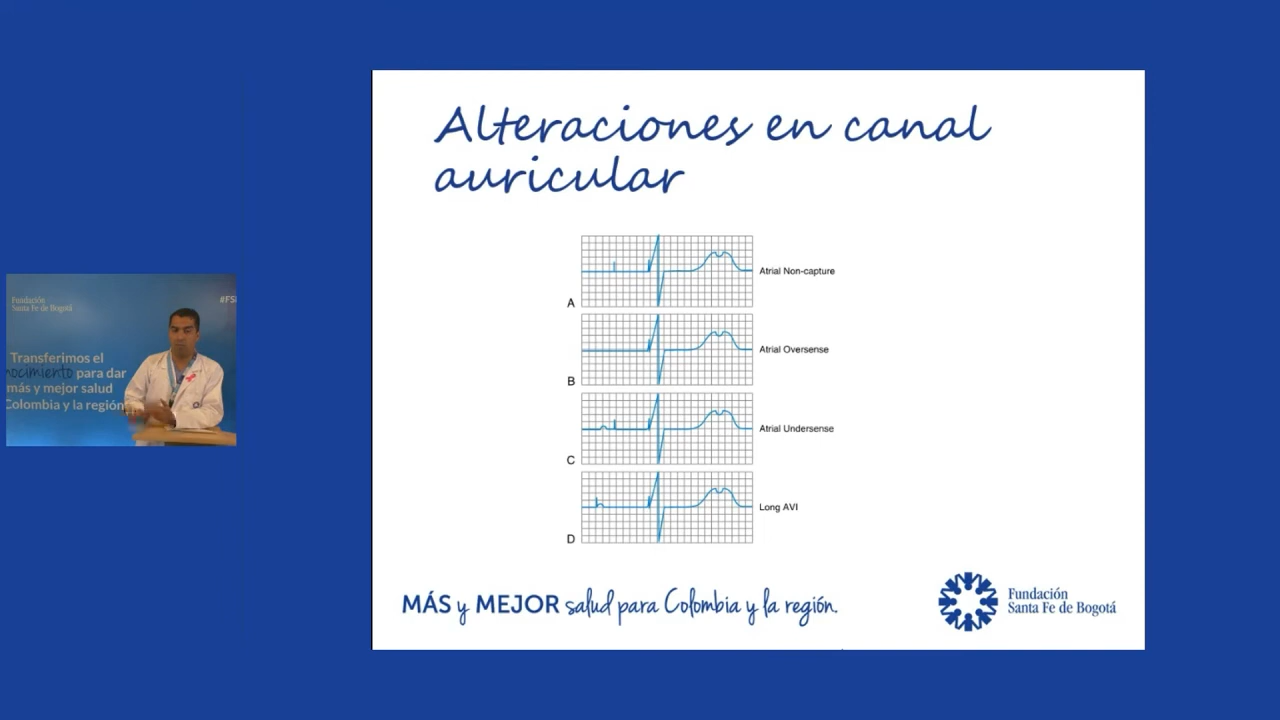 Alteraciones en canal
auricular
A
Atrial Non-capture
B
Atrial Oversense
C
Atrial Undersense
D
Long AVI
MÁS y MEJOR salud para Colombia y la región.
Fundación
Santa Fe de Bogotá
Fundación
Santa Fe de Bogotá
#FS
Transferimos el
nocimiento para dar
más y mejor salud
Colombia y la región